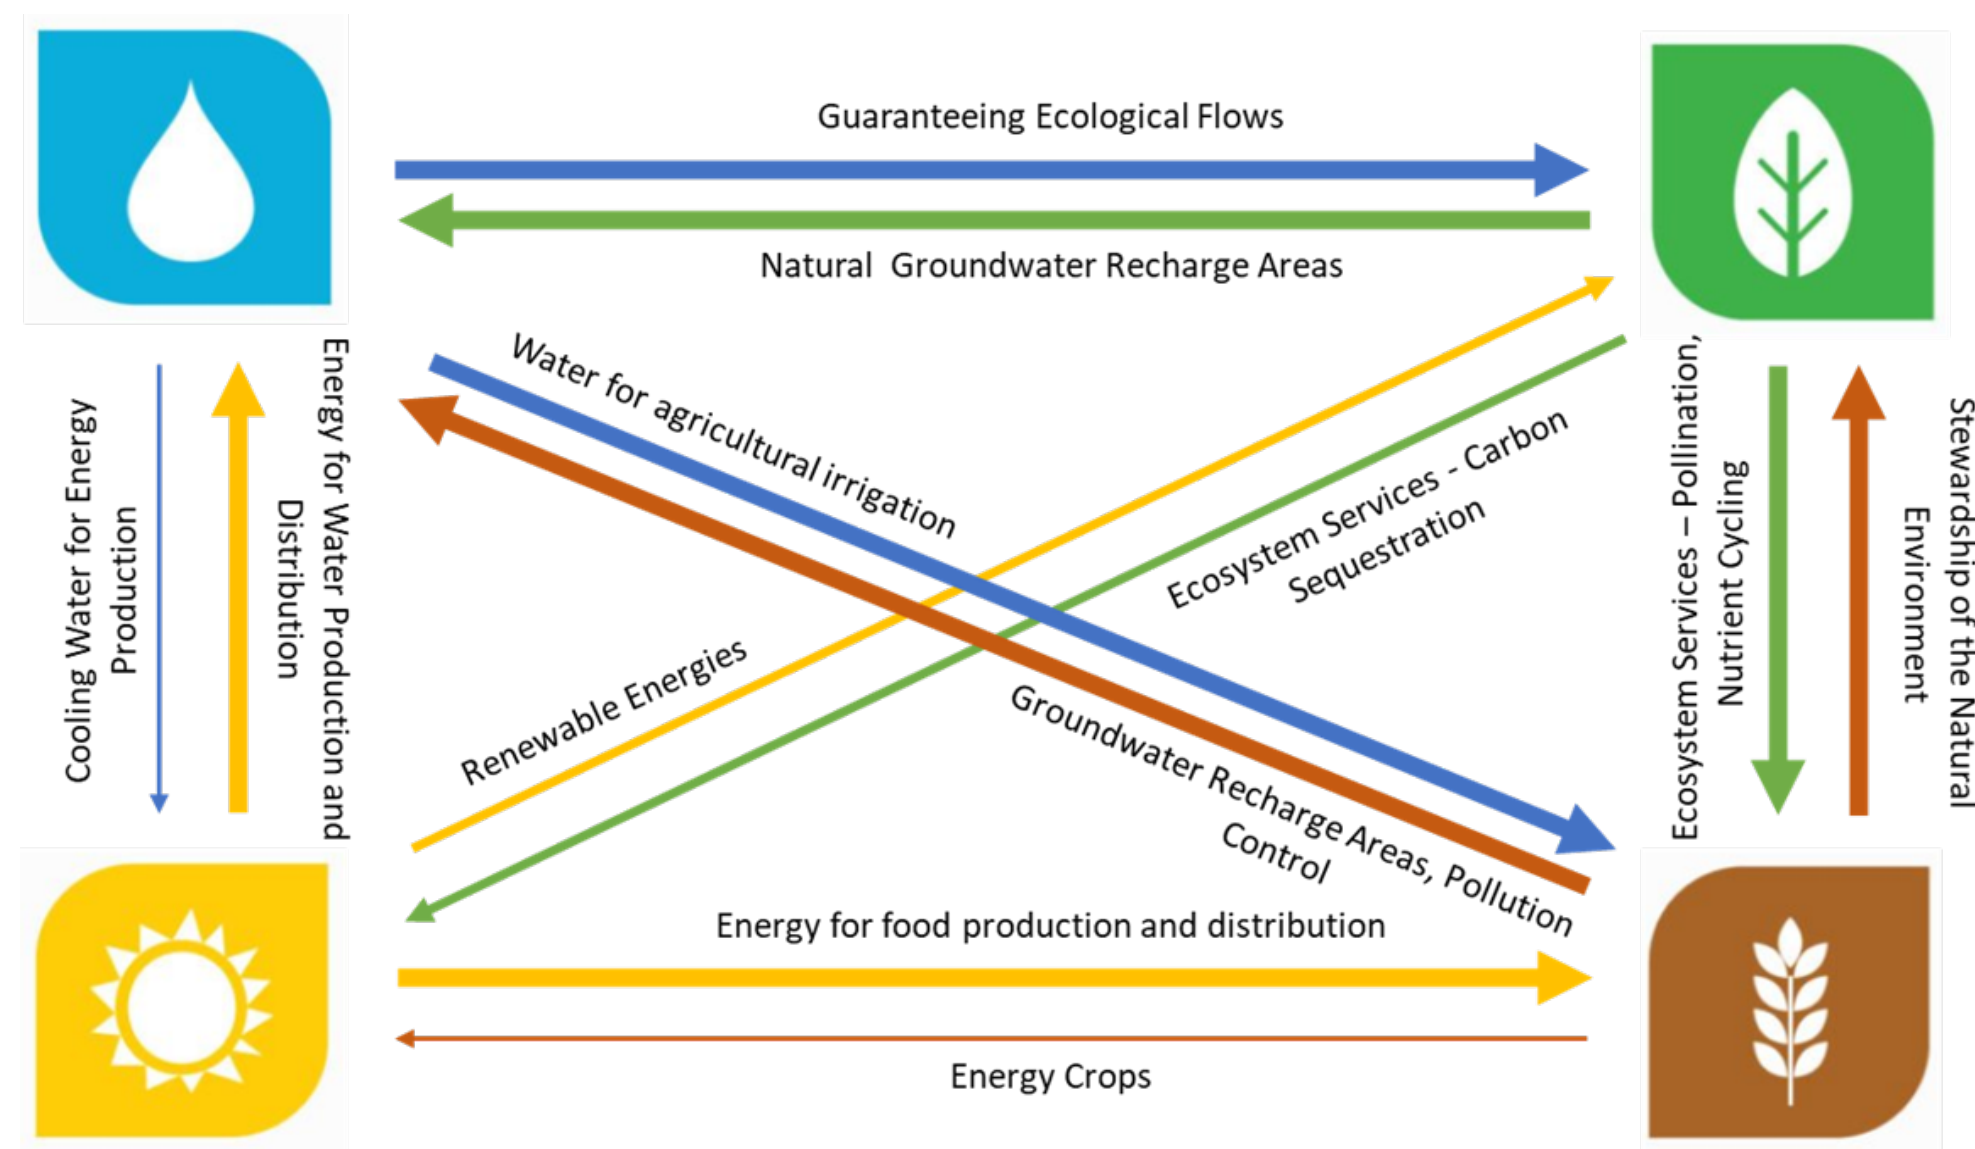 Guaranteeing Ecological Flows
Natural Groundwater Recharge Areas
Water for agricultural irrigation
Cooling Water for Energy
Production
Energy for Water Production and
Distribution
Renewable Energies
Ecosystem Services - Carbon
Sequestration
Groundwater Recharge Areas, Pollution
Control
Ecosystem Services – Pollination,
Nutrient Cycling
Stewardship of the Natural
Environment
Energy for food production and distribution
Energy Crops